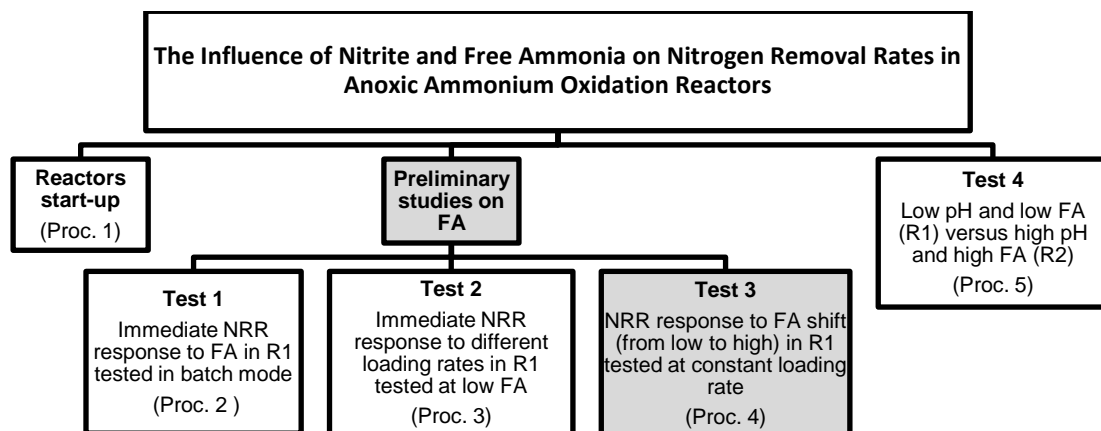 The Influence of Nitrite and Free Ammonia on Nitrogen Removal Rates in
Anoxic Ammonium Oxidation Reactors
Reactors
start-up
(Proc. 1)
Preliminary
studies on
FA
Test 4
Low pH and low FA
(R1) versus high pH
and high FA (R2)
(Proc. 5)
Test 1
Immediate NRR
response to FA in R1
tested in batch mode
(Proc. 2 )
Test 2
Immediate NRR
response to different
loading rates in R1
tested at low FA
(Proc. 3)
Test 3
NRR response to FA shift
(from low to high) in R1
tested at constant loading
rate
(Proc. 4)